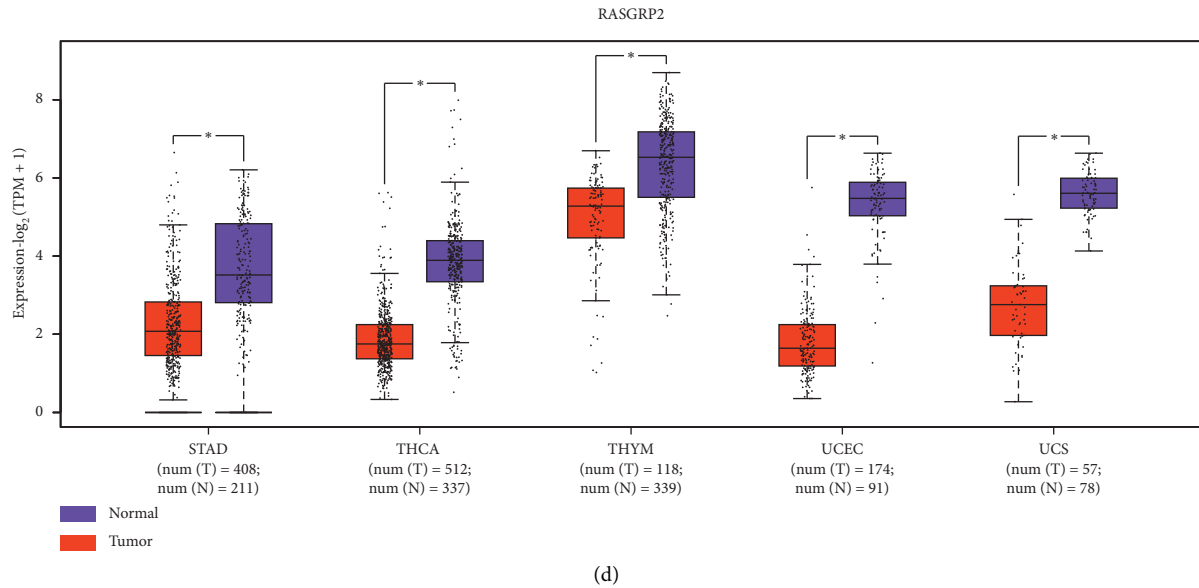 RASGRP2
Expression-log₂ (TPM + 1)
8
6
4
2
0
* * * * *
STAD THCA THYM UCEC UCS
(num (T) = 408; (num (T) = 512; (num (T) = 118; (num (T) = 174; (num (T) = 57;
num (N) = 211) num (N) = 337) num (N) = 339) num (N) = 91) num (N) = 78)
Normal
Tumor
(d)